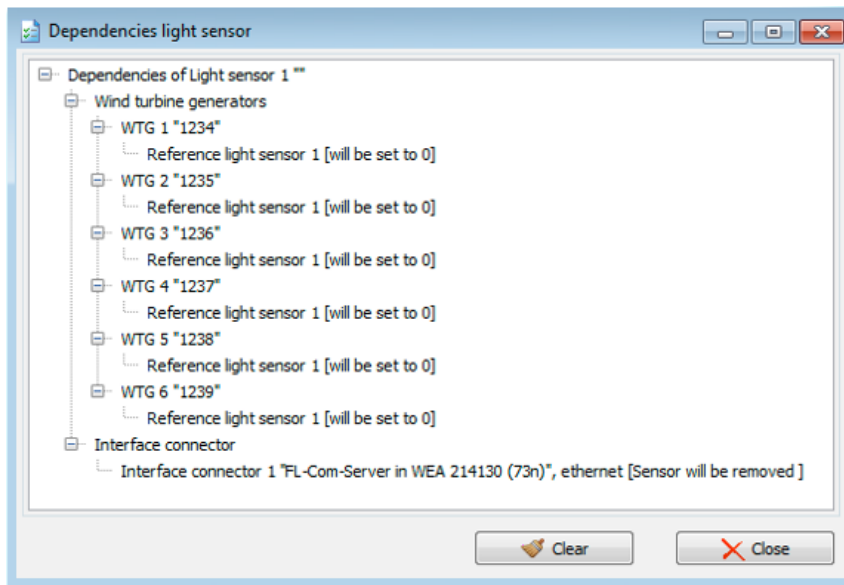 Dependencies light sensor
Dependencies of Light sensor 1 ""
Wind turbine generators
WTG 1 "1234"
Reference light sensor 1 [will be set to 0]
WTG 2 "1235"
Reference light sensor 1 [will be set to 0]
WTG 3 "1236"
Reference light sensor 1 [will be set to 0]
WTG 4 "1237"
Reference light sensor 1 [will be set to 0]
WTG 5 "1238"
Reference light sensor 1 [will be set to 0]
WTG 6 "1239"
Reference light sensor 1 [will be set to 0]
Interface connector
Interface connector 1 "FL-Com-Server in WEA 214130 (73n)", ethernet [Sensor will be removed ]
Clear Close